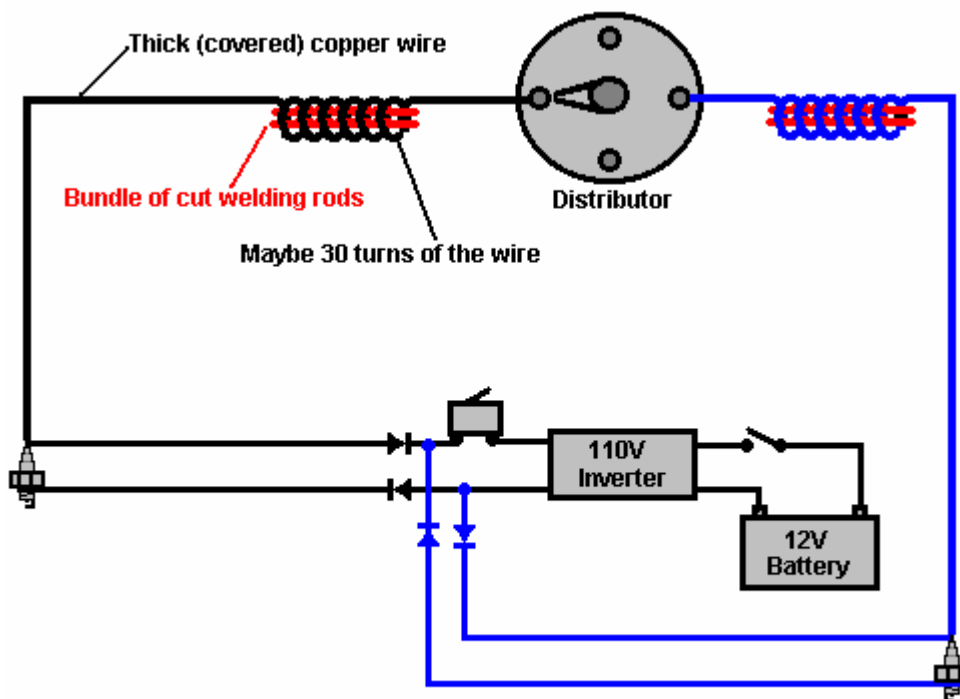 Thick (covered) copper wire
Bundle of cut welding rods
Distributor
Maybe 30 turns of the wire
110V
Inverter
12V
Battery